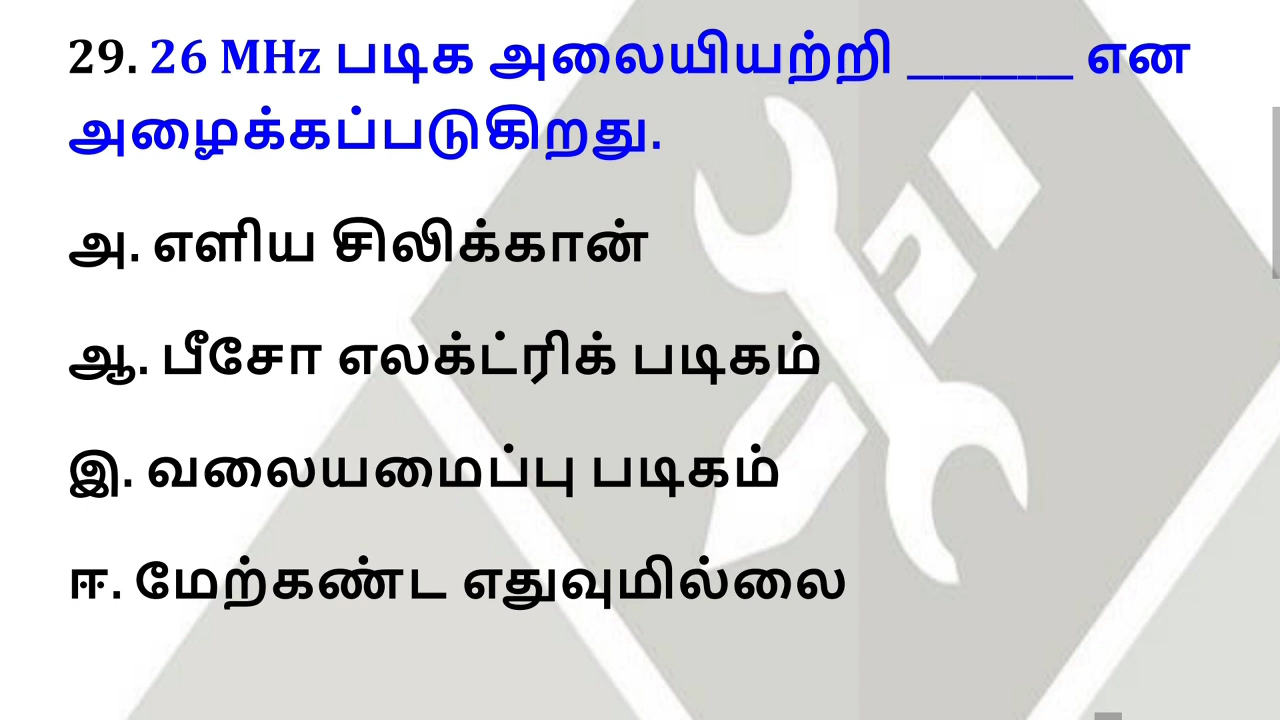 29. 26 MHz படிக அலையியற்றி _______ என
அழைக்கப்படுகிறது.
அ. எளிய சிலிக்கான்
ஆ. பீசோ எலக்ட்ரிக் படிகம்
இ. வலையமைப்பு படிகம்
ஈ. மேற்கண்ட எதுவுமில்லை